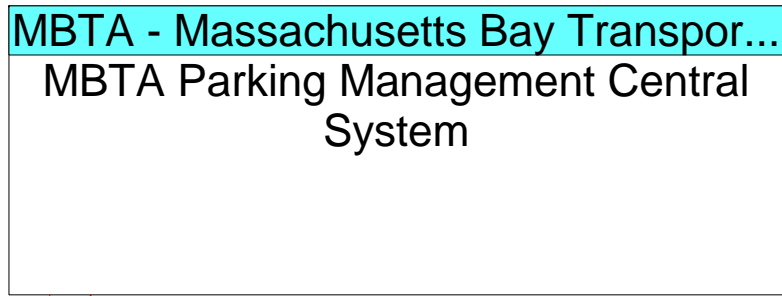 MBTA - Massachusetts Bay Transpor...
MBTA Parking Management Central
System